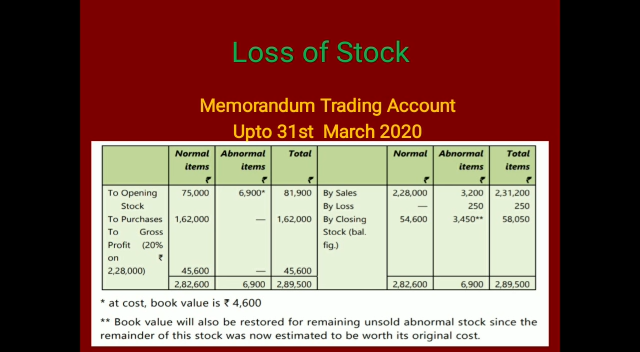 Loss of Stock
Memorandum Trading Account
Upto 31st March 2020
Normal Abnormal Total Normal Abnormal Total
items items items items
₹ ₹ ₹ ₹ ₹ ₹
To Opening 75,000 6,900* 81,900 By Sales 2,28,000 3,200 2,31,200
Stock By Loss — 250 250
To Purchases 1,62,000 — 1,62,000 By Closing 54,600 3,450** 58,050
To Gross Stock (bal.
Profit (20% fig.)
on ₹
2,28,000) 45,600 — 45,600
2,82,600 6,900 2,89,500 2,82,600 6,900 2,89,500
* at cost, book value is ₹ 4,600
** Book value will also be restored for remaining unsold abnormal stock since the
remainder of this stock was now estimated to be worth its original cost.